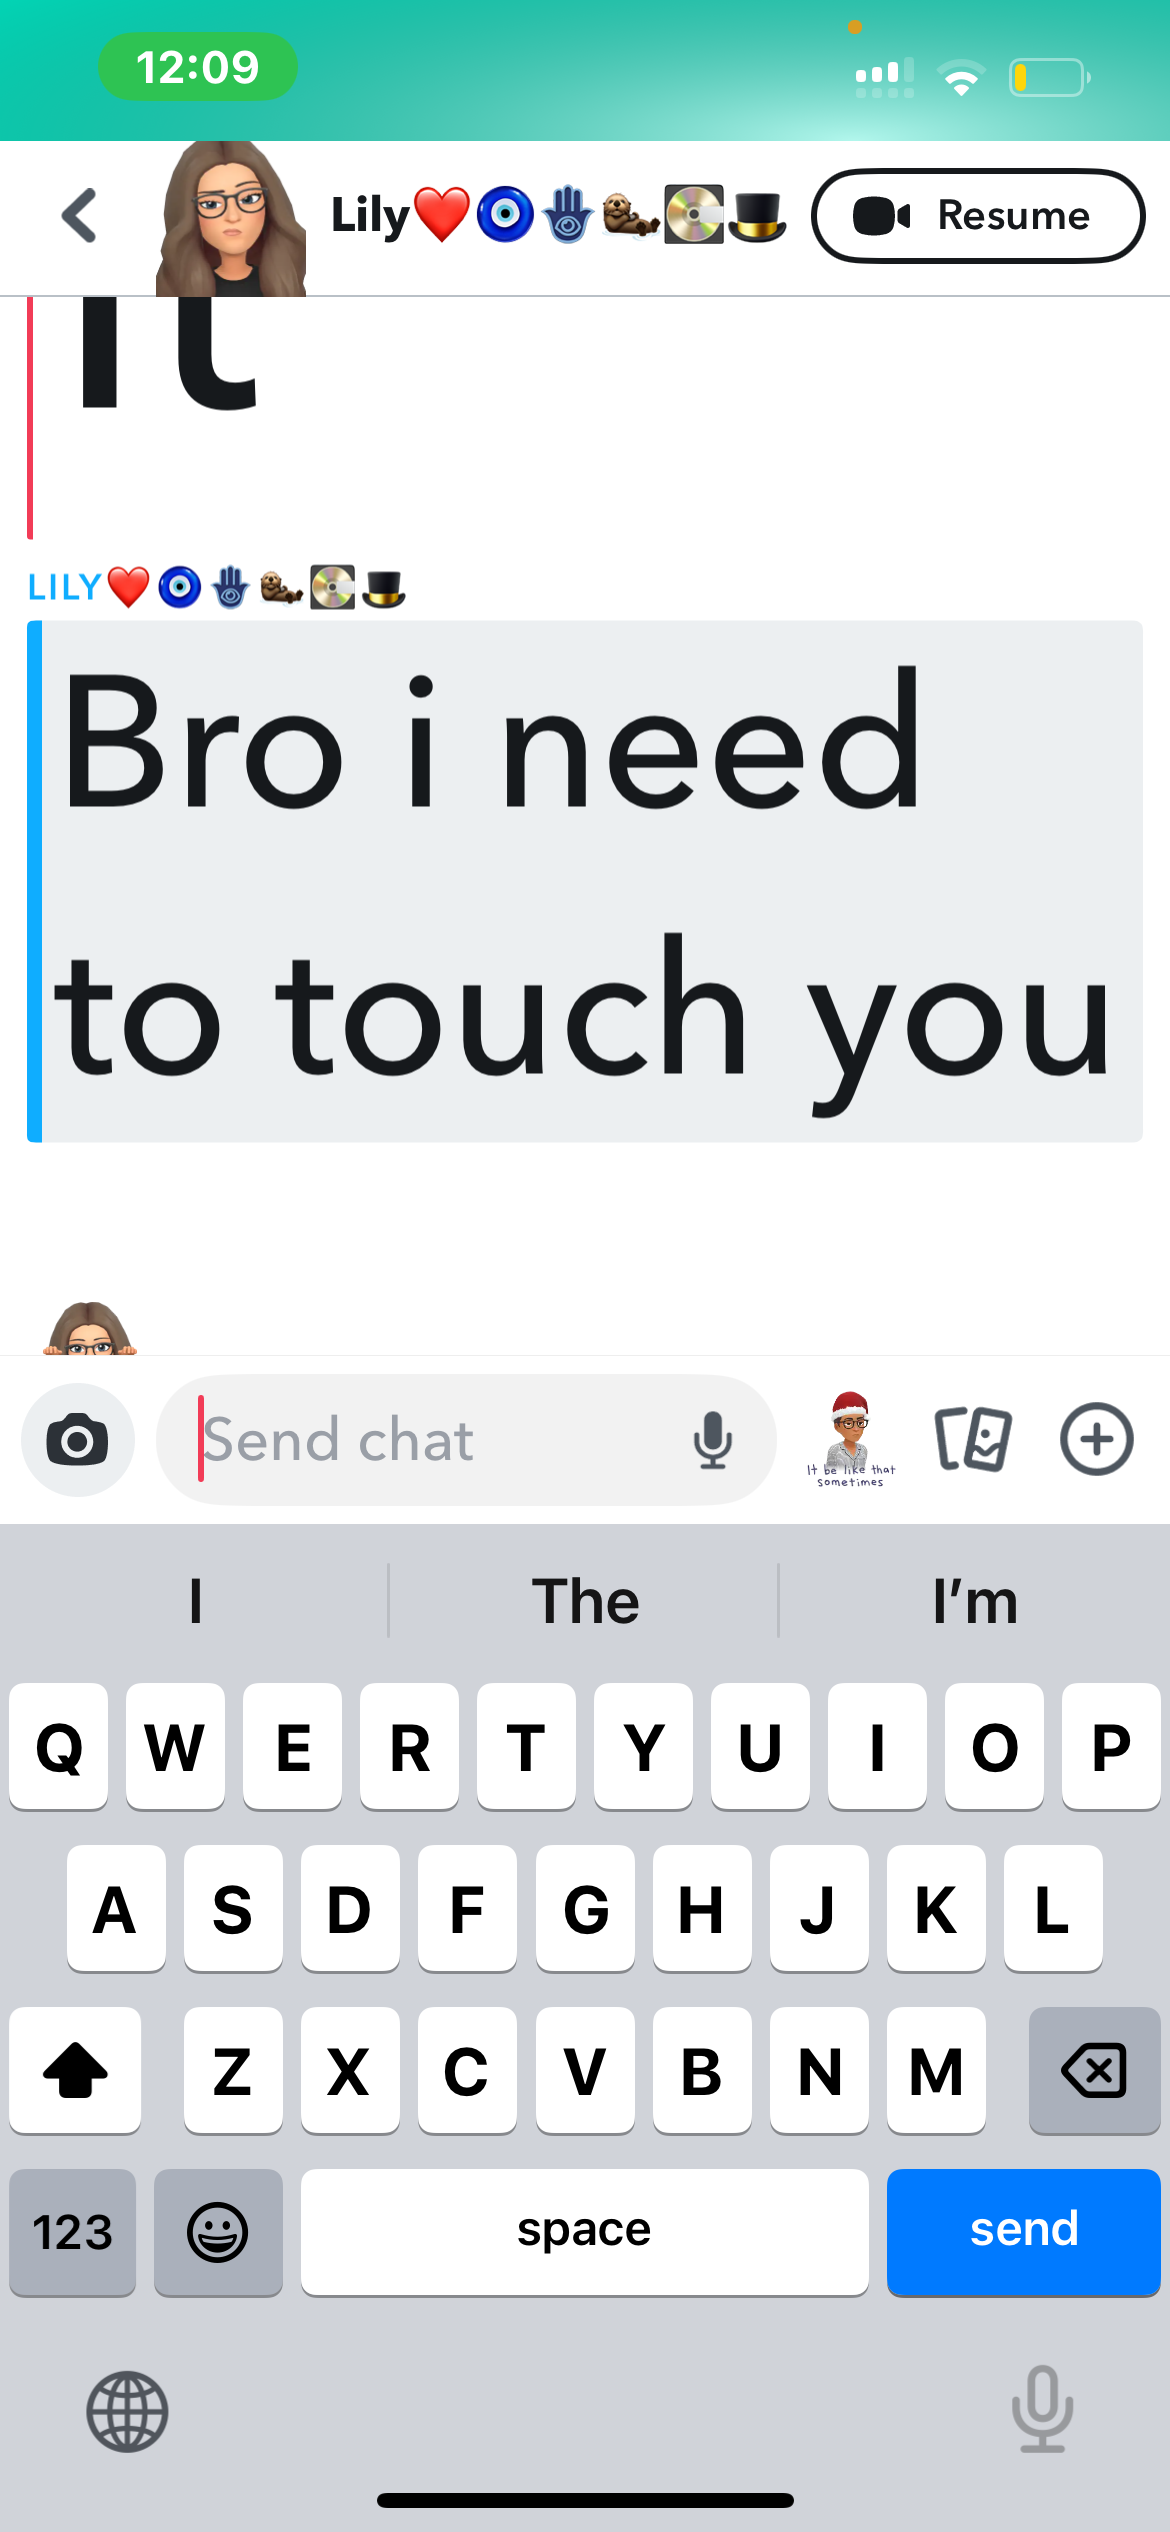 12:09
Lily❤️🧿🪬🦦💽🎩
Resume
it
LILY❤️🧿🪬🦦💽🎩
Bro i need
to touch you
Send chat
It be like that
sometimes
I The I'm
Q W E R T Y U I O P
A S D F G H J K L
Z X C V B N M
123 space send